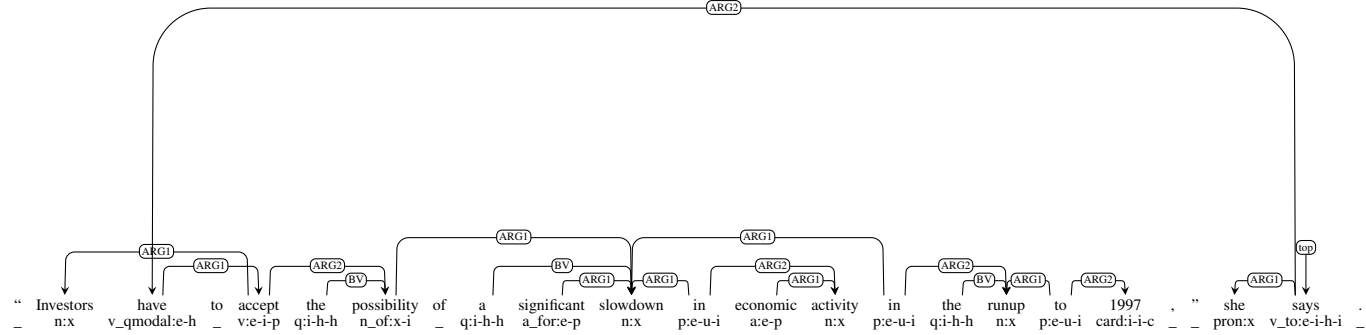 ARG2
ARG1 ARG1
ARG1 ARG1 ARG2 BV BV ARG1 ARG1 ARG2 ARG1 ARG2 BV ARG1 ARG2 ARG1 top
“ Investors have to accept the possibility of a significant slowdown in economic activity in the runup to 1997 , ” she says .
_ n:x v_qmodal:e-h _ v:e-i-p q:i-h-h n_of:x-i _ q:i-h-h a_for:e-p n:x p:e-u-i a:e-p n:x p:e-u-i q:i-h-h n:x p:e-u-i card:i-i-c _ _ pron:x v_to:e-i-h-i _